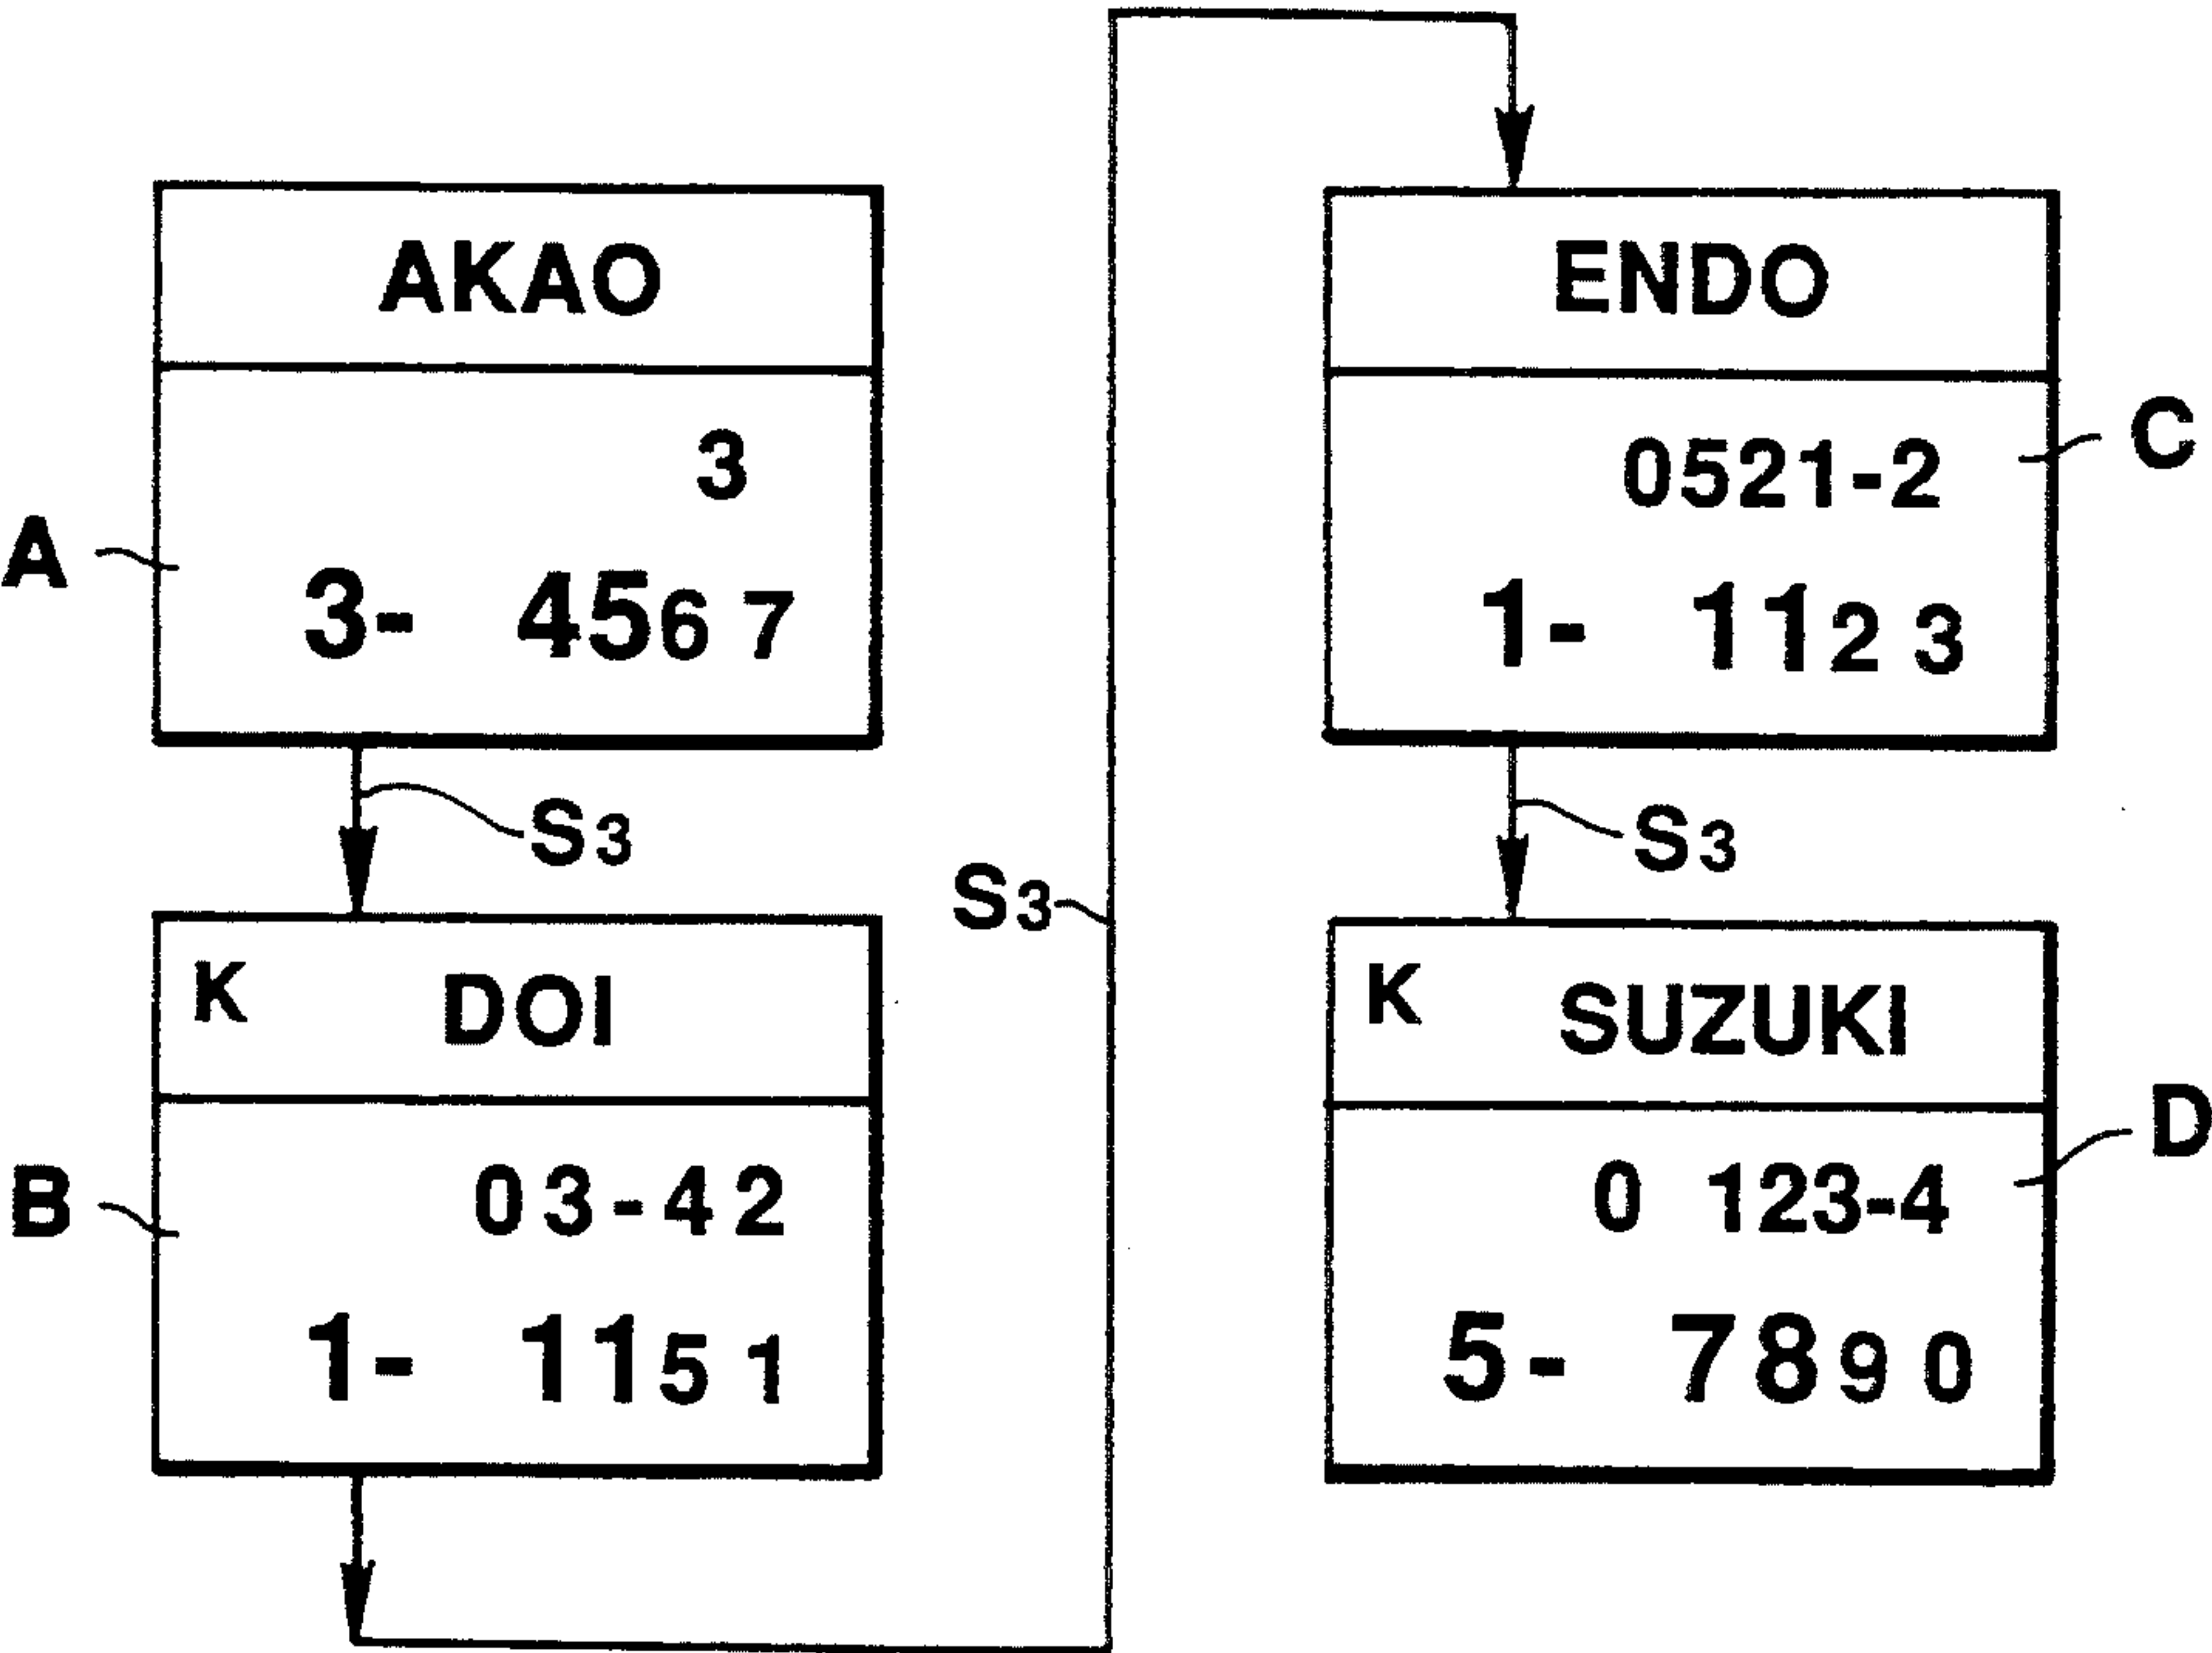 AKAO
3
A
3- 4567
S3
K DOI
B
03-42
1- 1151
S3
ENDO
C
0521-2
1- 1123
S3
K SUZUKI
D
0 123-4
5- 7890